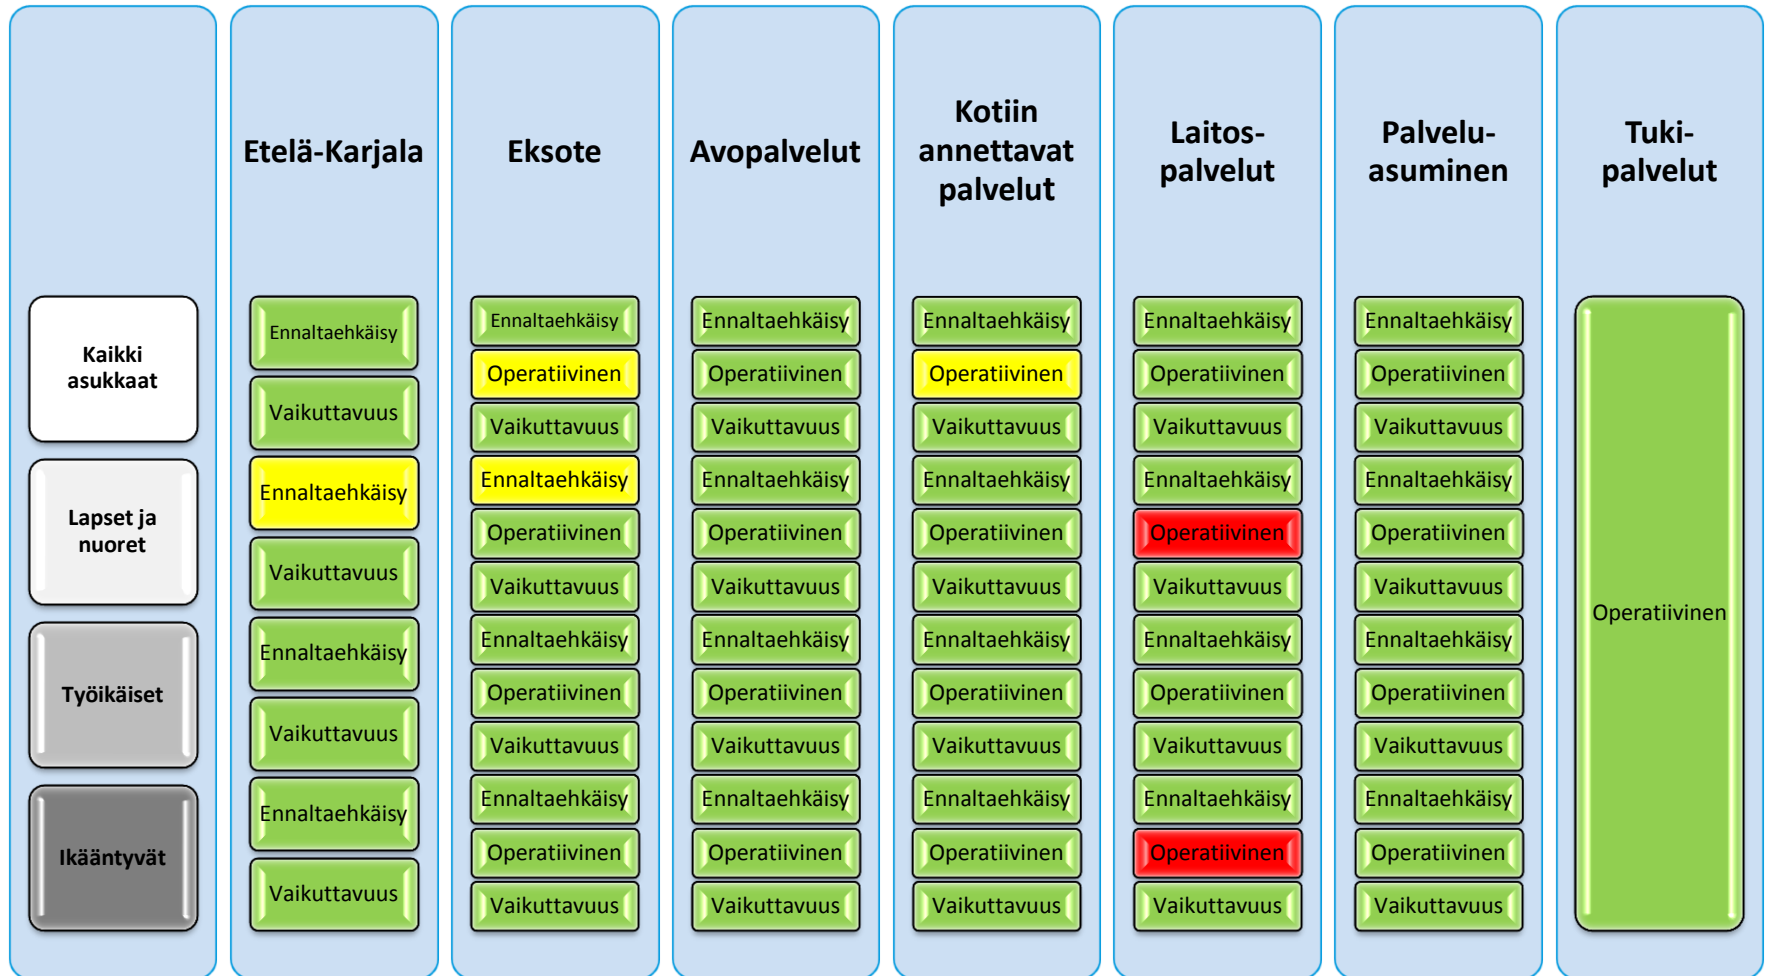 Etelä-Karjala
Eksote
Avopalvelut
Kotiin
annettavat
palvelut
Laitos-
palvelut
Palvelu-
asuminen
Tuki-
palvelut
Kaikki
asukkaat
Lapset ja
nuoret
Työikäiset
Ikääntyvät
Ennaltaehkäisy
Vaikuttavuus
Ennaltaehkäisy
Vaikuttavuus
Ennaltaehkäisy
Vaikuttavuus
Ennaltaehkäisy
Vaikuttavuus
Ennaltaehkäisy
Operatiivinen
Vaikuttavuus
Ennaltaehkäisy
Operatiivinen
Vaikuttavuus
Ennaltaehkäisy
Operatiivinen
Vaikuttavuus
Ennaltaehkäisy
Operatiivinen
Vaikuttavuus
Ennaltaehkäisy
Operatiivinen
Vaikuttavuus
Ennaltaehkäisy
Operatiivinen
Vaikuttavuus
Ennaltaehkäisy
Operatiivinen
Vaikuttavuus
Ennaltaehkäisy
Operatiivinen
Vaikuttavuus
Ennaltaehkäisy
Operatiivinen
Vaikuttavuus
Ennaltaehkäisy
Operatiivinen
Vaikuttavuus
Ennaltaehkäisy
Operatiivinen
Vaikuttavuus
Ennaltaehkäisy
Operatiivinen
Vaikuttavuus
Ennaltaehkäisy
Operatiivinen
Vaikuttavuus
Ennaltaehkäisy
Operatiivinen
Vaikuttavuus
Ennaltaehkäisy
Operatiivinen
Vaikuttavuus
Ennaltaehkäisy
Operatiivinen
Vaikuttavuus
Ennaltaehkäisy
Operatiivinen
Vaikuttavuus
Ennaltaehkäisy
Operatiivinen
Vaikuttavuus
Ennaltaehkäisy
Operatiivinen
Vaikuttavuus
Ennaltaehkäisy
Operatiivinen
Vaikuttavuus
Operatiivinen